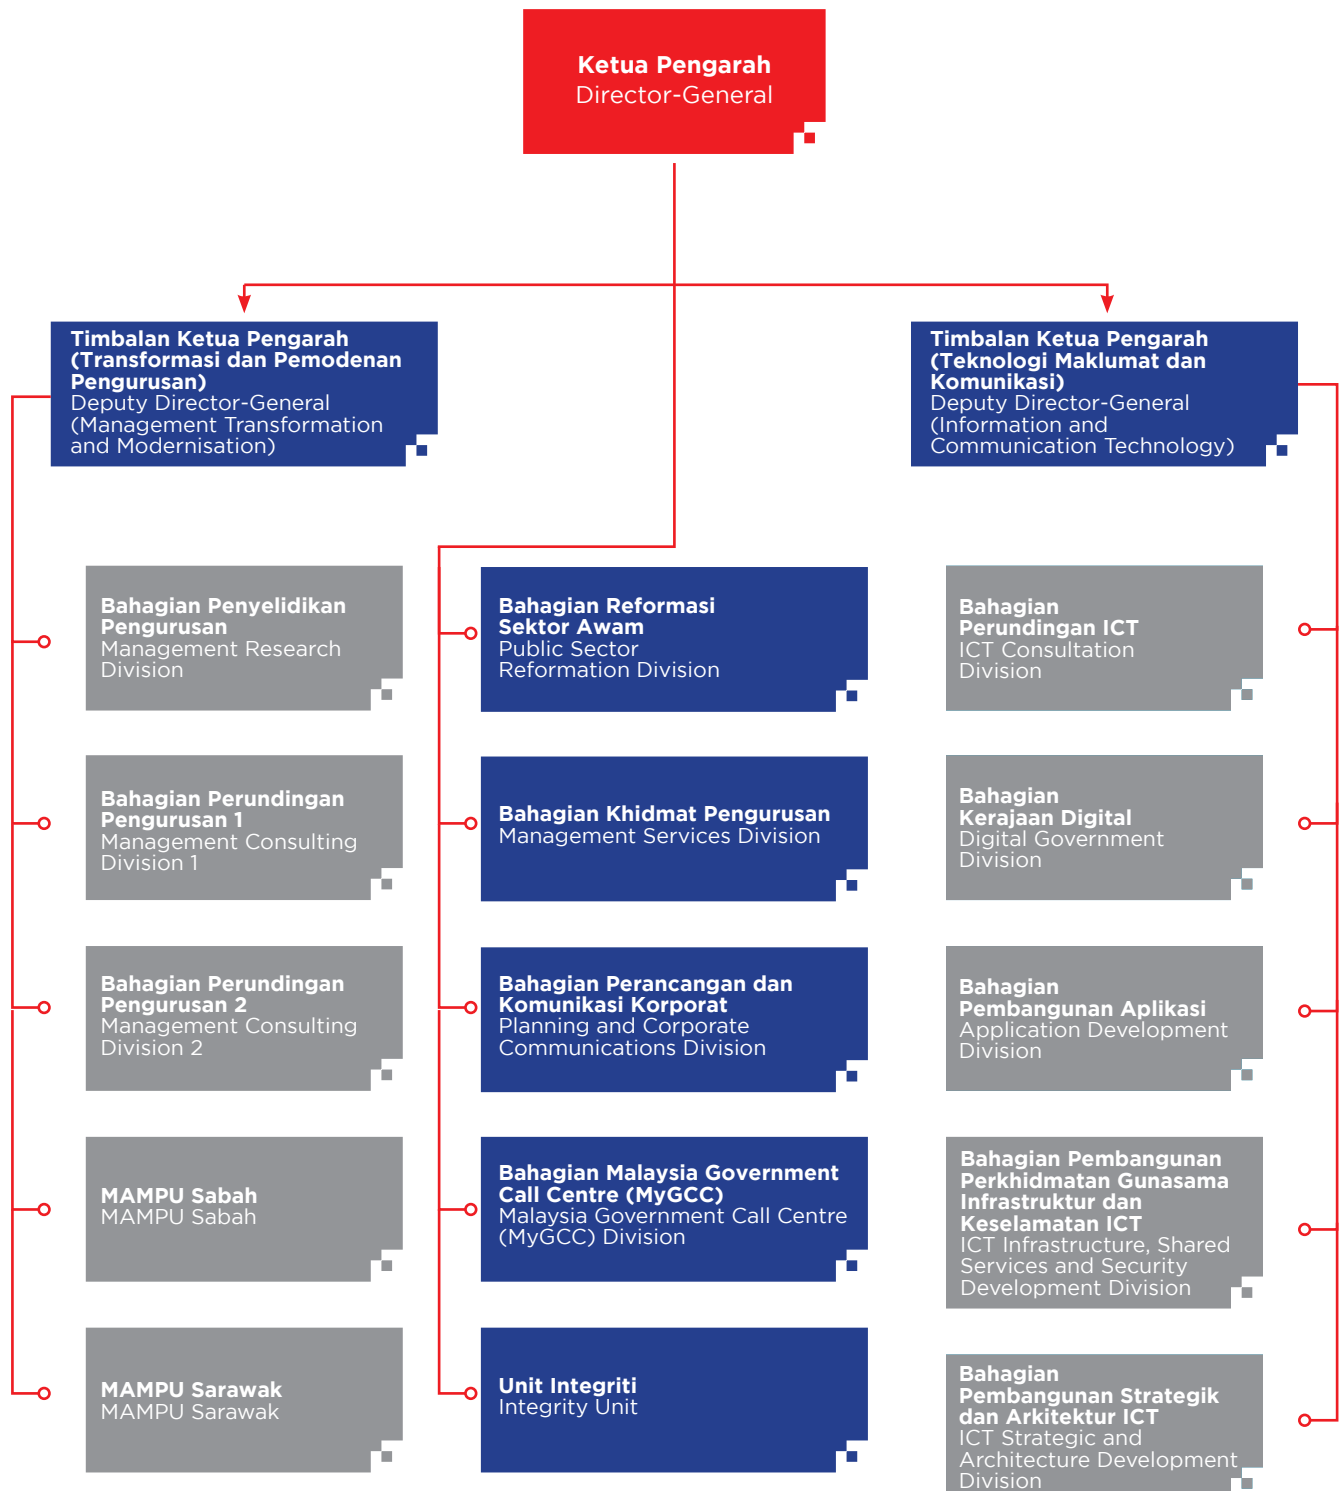 Ketua Pengarah
Director-General
Timbalan Ketua Pengarah
(Transformasi dan Pemodenan
Pengurusan)
Deputy Director-General
(Management Transformation
and Modernisation)
Timbalan Ketua Pengarah
(Teknologi Maklumat dan
Komunikasi)
Deputy Director-General
(Information and
Communication Technology)
Bahagian Penyelidikan
Pengurusan
Management Research
Division
Bahagian Perundingan
Pengurusan 1
Management Consulting
Division 1
Bahagian Perundingan
Pengurusan 2
Management Consulting
Division 2
MAMPU Sabah
MAMPU Sabah
MAMPU Sarawak
MAMPU Sarawak
Bahagian Reformasi
Sektor Awam
Public Sector
Reformation Division
Bahagian Khidmat Pengurusan
Management Services Division
Bahagian Perancangan dan
Komunikasi Korporat
Planning and Corporate
Communications Division
Bahagian Malaysia Government
Call Centre (MyGCC)
Malaysia Government Call Centre
(MyGCC) Division
Unit Integriti
Integrity Unit
Bahagian
Perundingan ICT
ICT Consultation
Division
Bahagian
Kerajaan Digital
Digital Government
Division
Bahagian
Pembangunan Aplikasi
Application Development
Division
Bahagian Pembangunan
Perkhidmatan Gunasama
Infrastruktur dan
Keselamatan ICT
ICT Infrastructure, Shared
Services and Security
Development Division
Bahagian
Pembangunan Strategik
dan Arkitektur ICT
ICT Strategic and
Architecture Development
Division